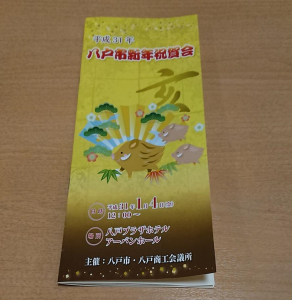 平成31年
八戸市新年祝賀会
亥
日時 平成31年1月4日(金)
12:00～
場所 八戸プラザホテル
アーバンホール
主催：八戸市・八戸商工会議所